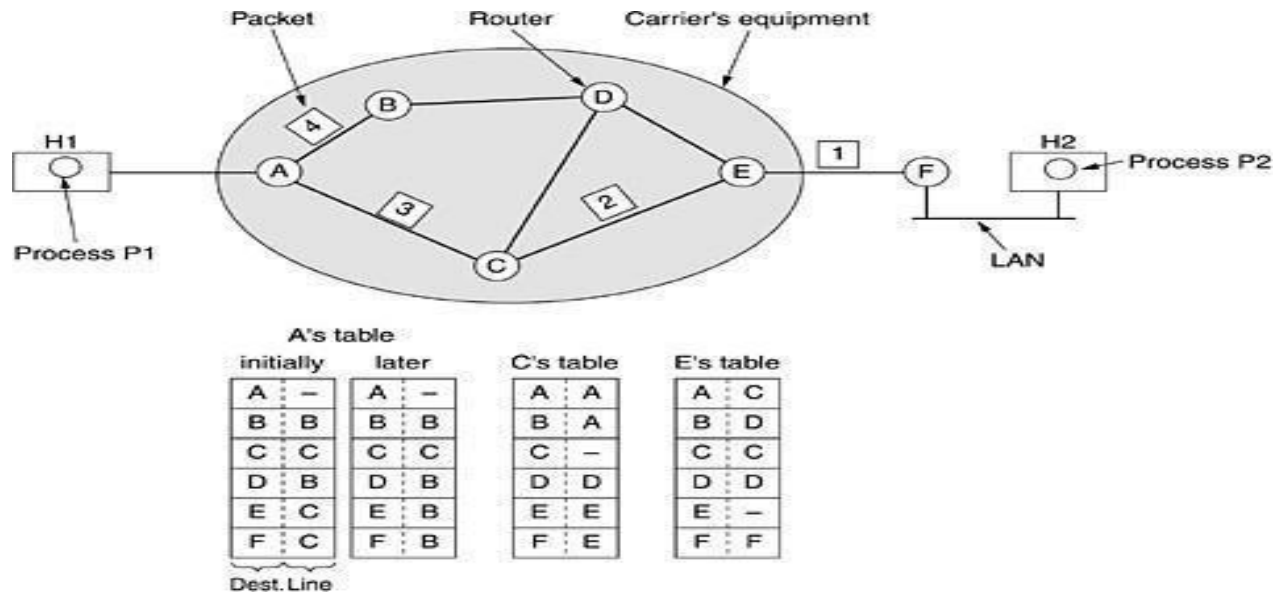 Packet Router Carrier's equipment
B D
4
H1 1 H2
A E F Process P2
3 2
Process P1 C LAN
A's table
initially later C's table E's table
A – A – A A A C
B B B B B A B D
C C C C C – C C
D B D B D D D D
E C E B E E E –
F C F B F E F F
Dest. Line